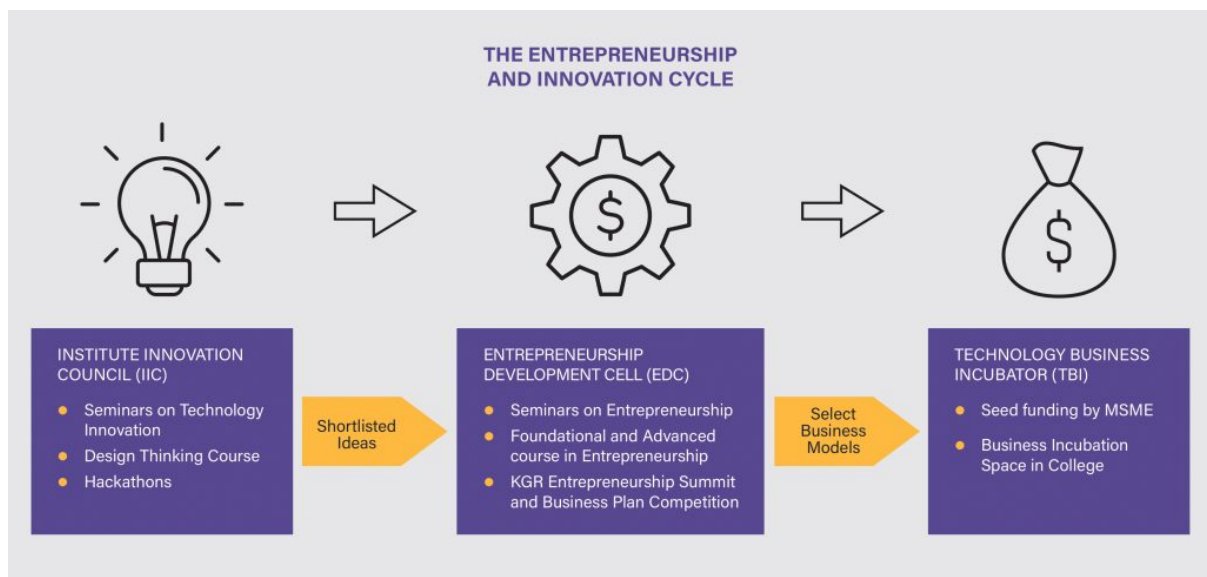 THE ENTREPRENEURSHIP
AND INNOVATION CYCLE
$
$
INSTITUTE INNOVATION
COUNCIL (IIC)
• Seminars on Technology
Innovation
• Design Thinking Course
• Hackathons
Shortlisted
Ideas
ENTREPRENEURSHIP
DEVELOPMENT CELL (EDC)
• Seminars on Entrepreneurship
• Foundational and Advanced
course in Entrepreneurship
• KGR Entrepreneurship Summit
and Business Plan Competition
Select
Business
Models
TECHNOLOGY BUSINESS
INCUBATOR (TBI)
• Seed funding by MSME
• Business Incubation
Space in College